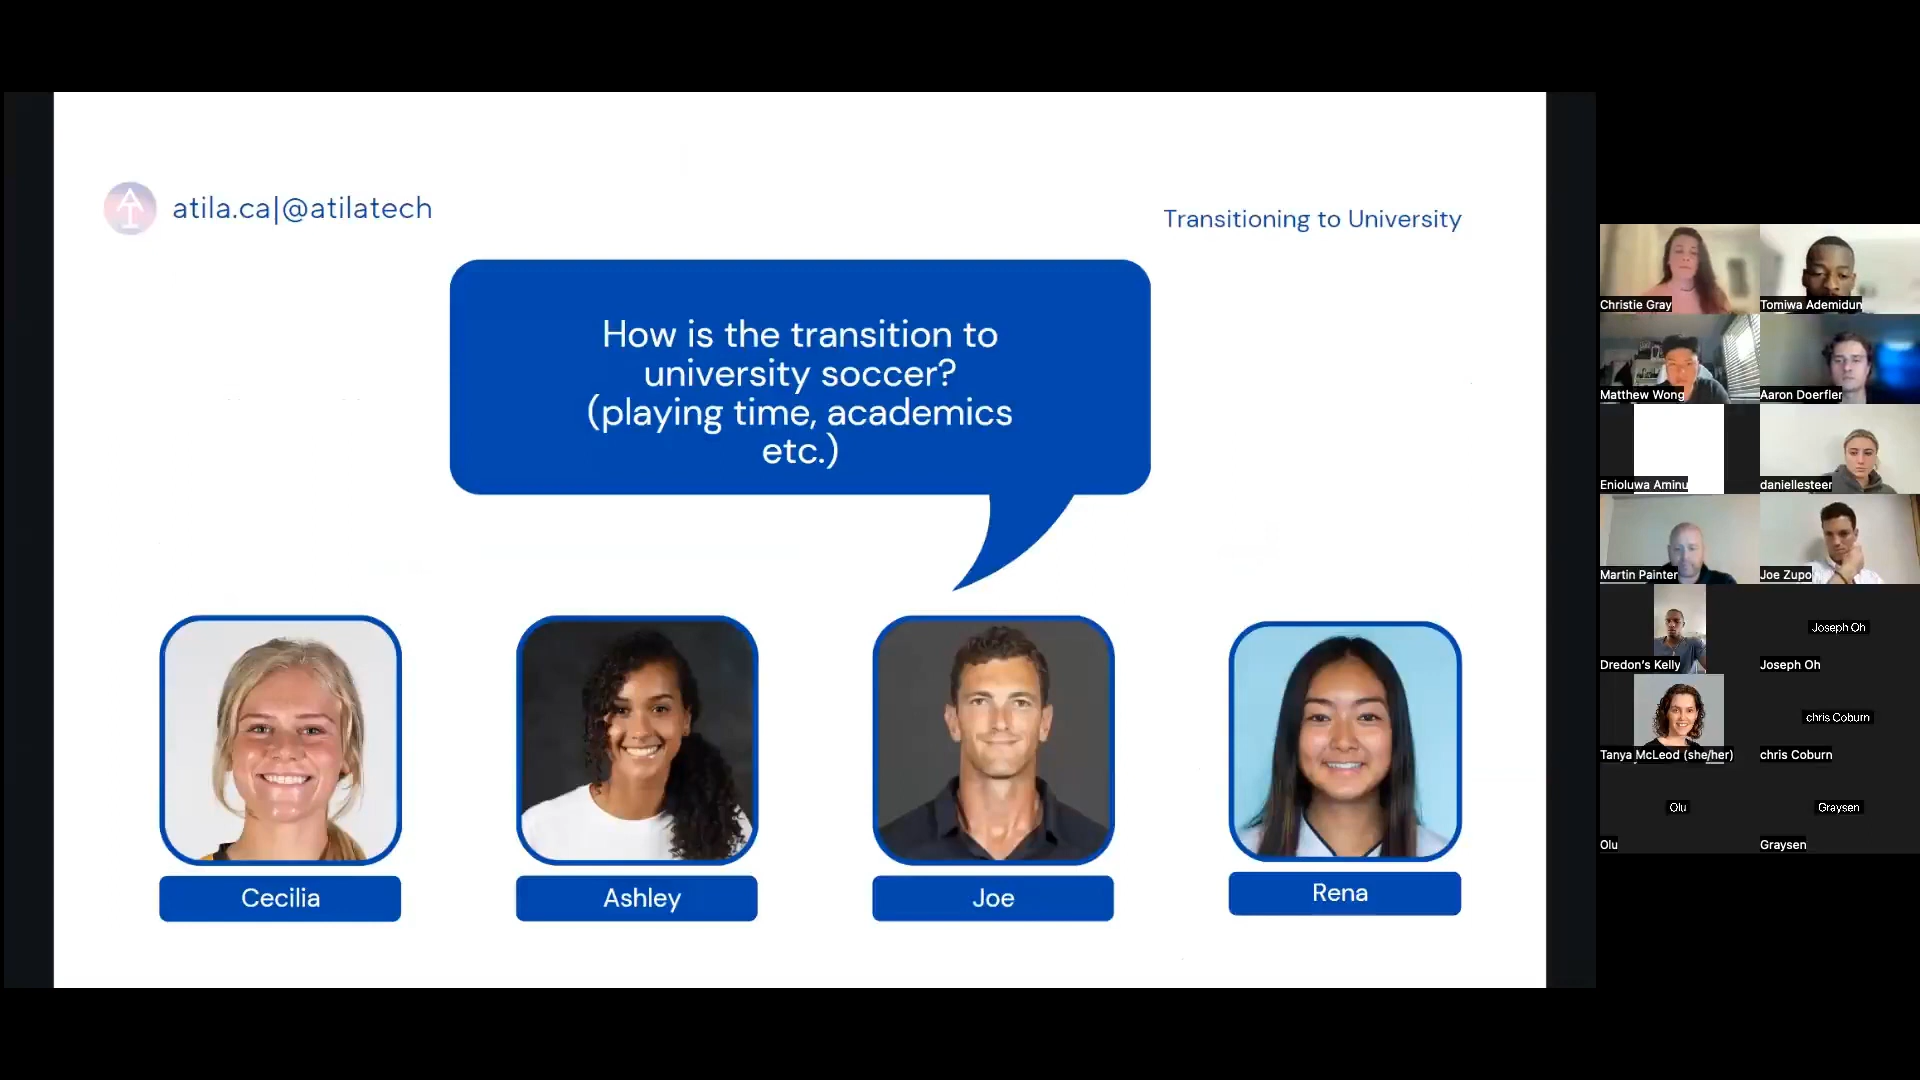 atila.ca|@atilatech
Transitioning to University
How is the transition to
university soccer?
(playing time, academics
etc.)
Cecilia
Ashley
Joe
Rena
Christie Gray
Tomiwa Ademidun
Matthew Wong
Aaron Doerfler
Enioluwa Aminu
daniellesteer
Martin Painter
Joe Zupo
Dredon's Kelly
Joseph Oh
Joseph Oh
Tanya McLeod (she/her)
chris Coburn
chris Coburn
Olu
Olu
Graysen
Graysen